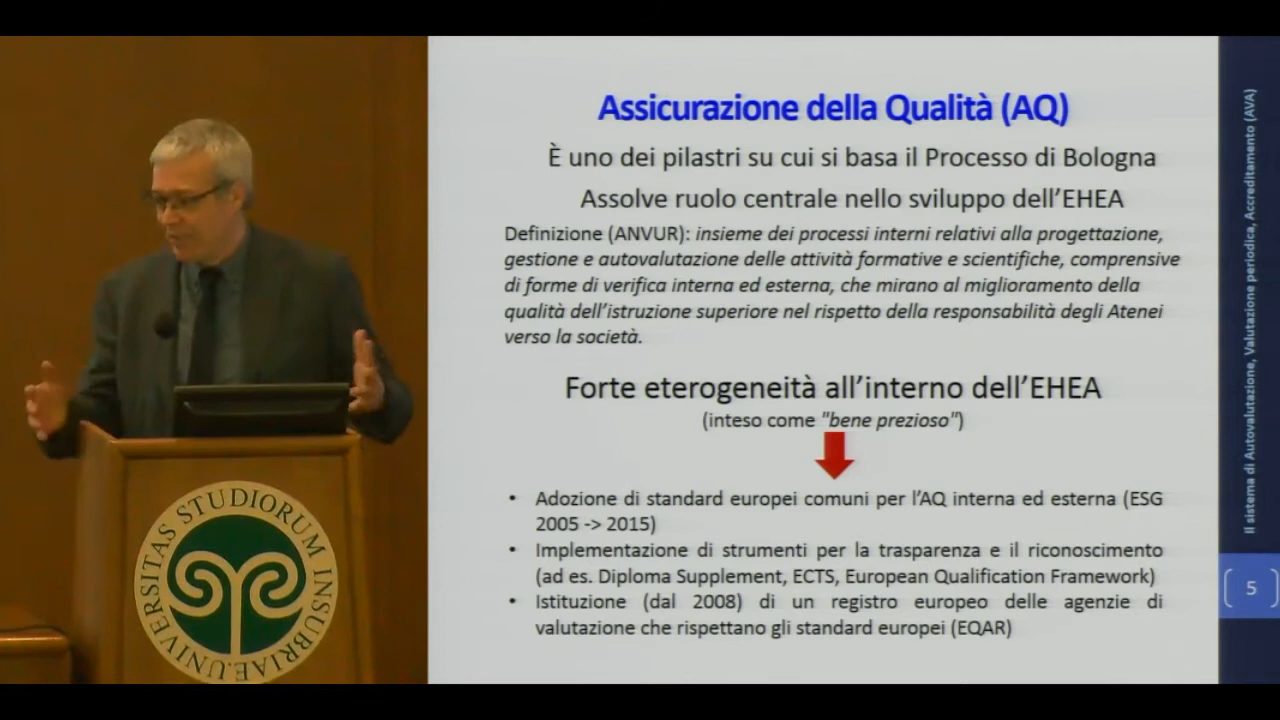 Assicurazione della Qualità (AQ)
È uno dei pilastri su cui si basa il Processo di Bologna
Assolve ruolo centrale nello sviluppo dell’EHEA
Definizione (ANVUR): insieme dei processi interni relativi alla progettazione,
gestione e autovalutazione delle attività formative e scientifiche, comprensive
di forme di verifica interna ed esterna, che mirano al miglioramento della
qualità dell’istruzione superiore nel rispetto della responsabilità degli Atenei
verso la società.
Forte eterogeneità all’interno dell’EHEA
(inteso come "bene prezioso")
• Adozione di standard europei comuni per l’AQ interna ed esterna (ESG
2005 -> 2015)
• Implementazione di strumenti per la trasparenza e il riconoscimento
(ad es. Diploma Supplement, ECTS, European Qualification Framework)
• Istituzione (dal 2008) di un registro europeo delle agenzie di
valutazione che rispettano gli standard europei (EQAR)
Il sistema di Autovalutazione, Valutazione periodica, Accreditamento (AVA)
5
UNIVERSITAS STUDIORUM INSUBRIAE